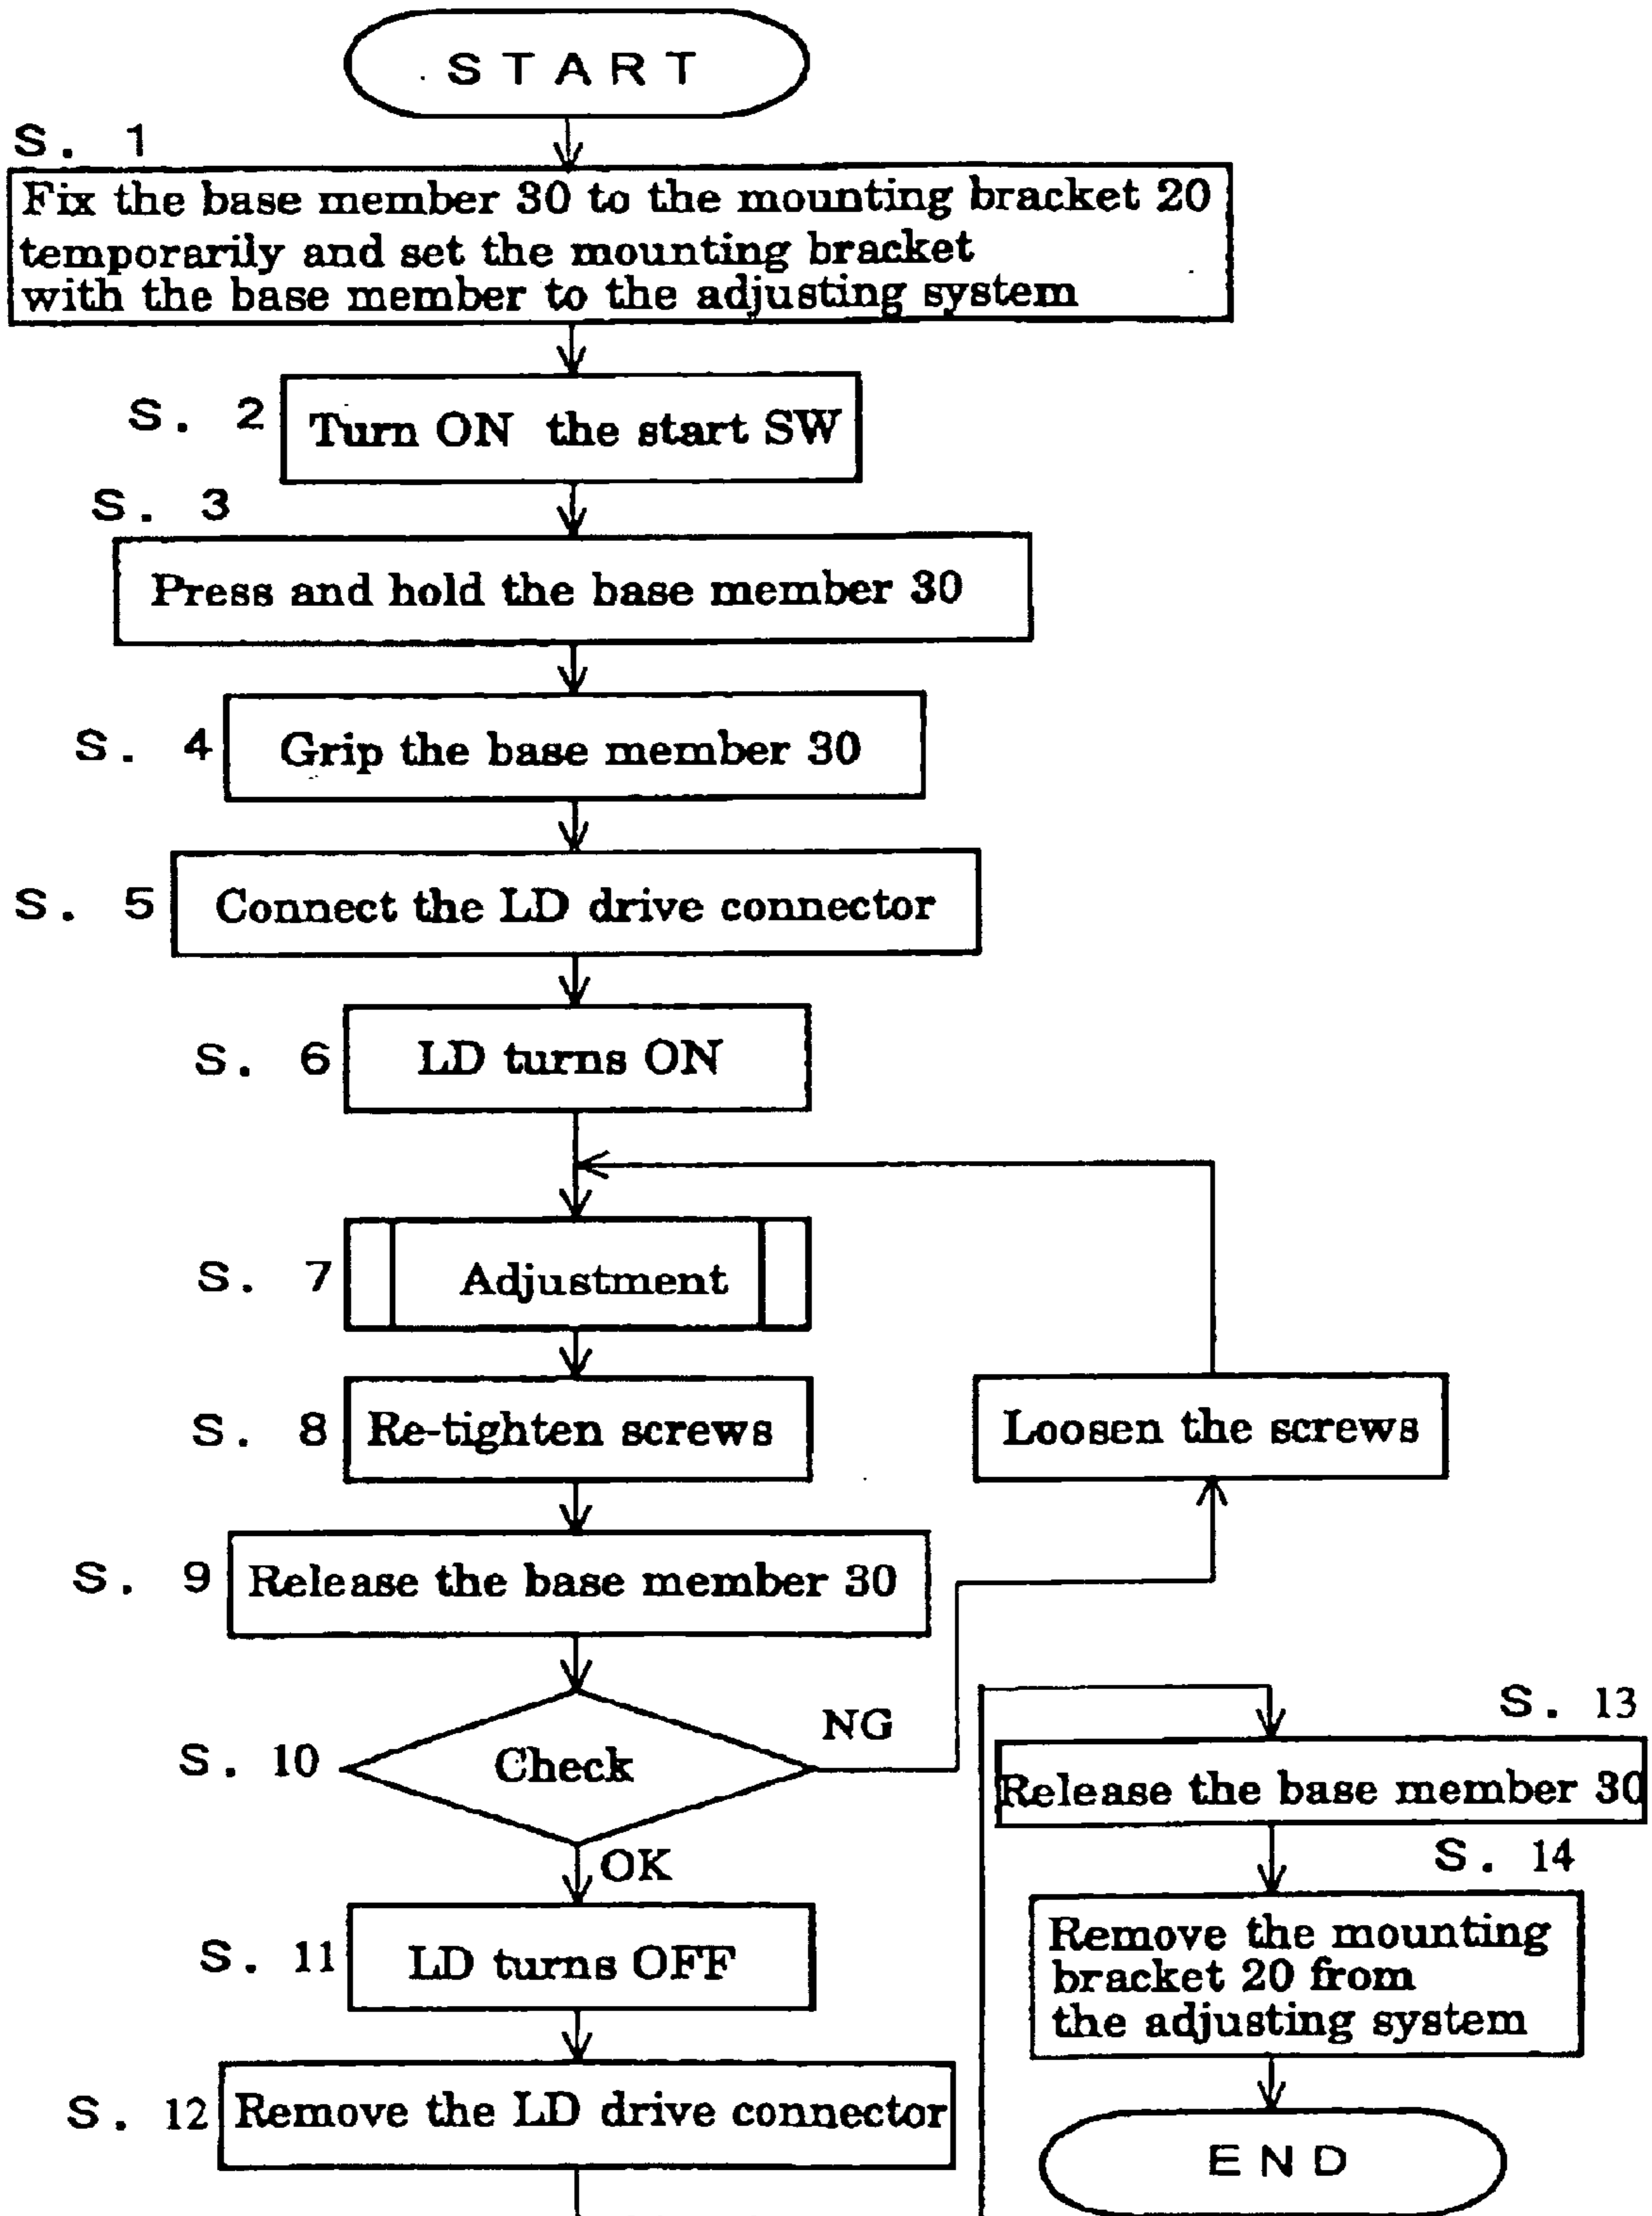 START
S. 1
Fix the base member 30 to the mounting bracket 20
temporarily and set the mounting bracket
with the base member to the adjusting system
S. 2
Turn ON the start SW
S. 3
Press and hold the base member 30
S. 4
Grip the base member 30
S. 5
Connect the LD drive connector
S. 6
LD turns ON
S. 7
Adjustment
S. 8
Re-tighten screws
Loosen the screws
S. 9
Release the base member 30
S. 10
Check
NG
OK
S. 11
LD turns OFF
S. 12
Remove the LD drive connector
S. 13
Release the base member 30
S. 14
Remove the mounting
bracket 20 from
the adjusting system
END